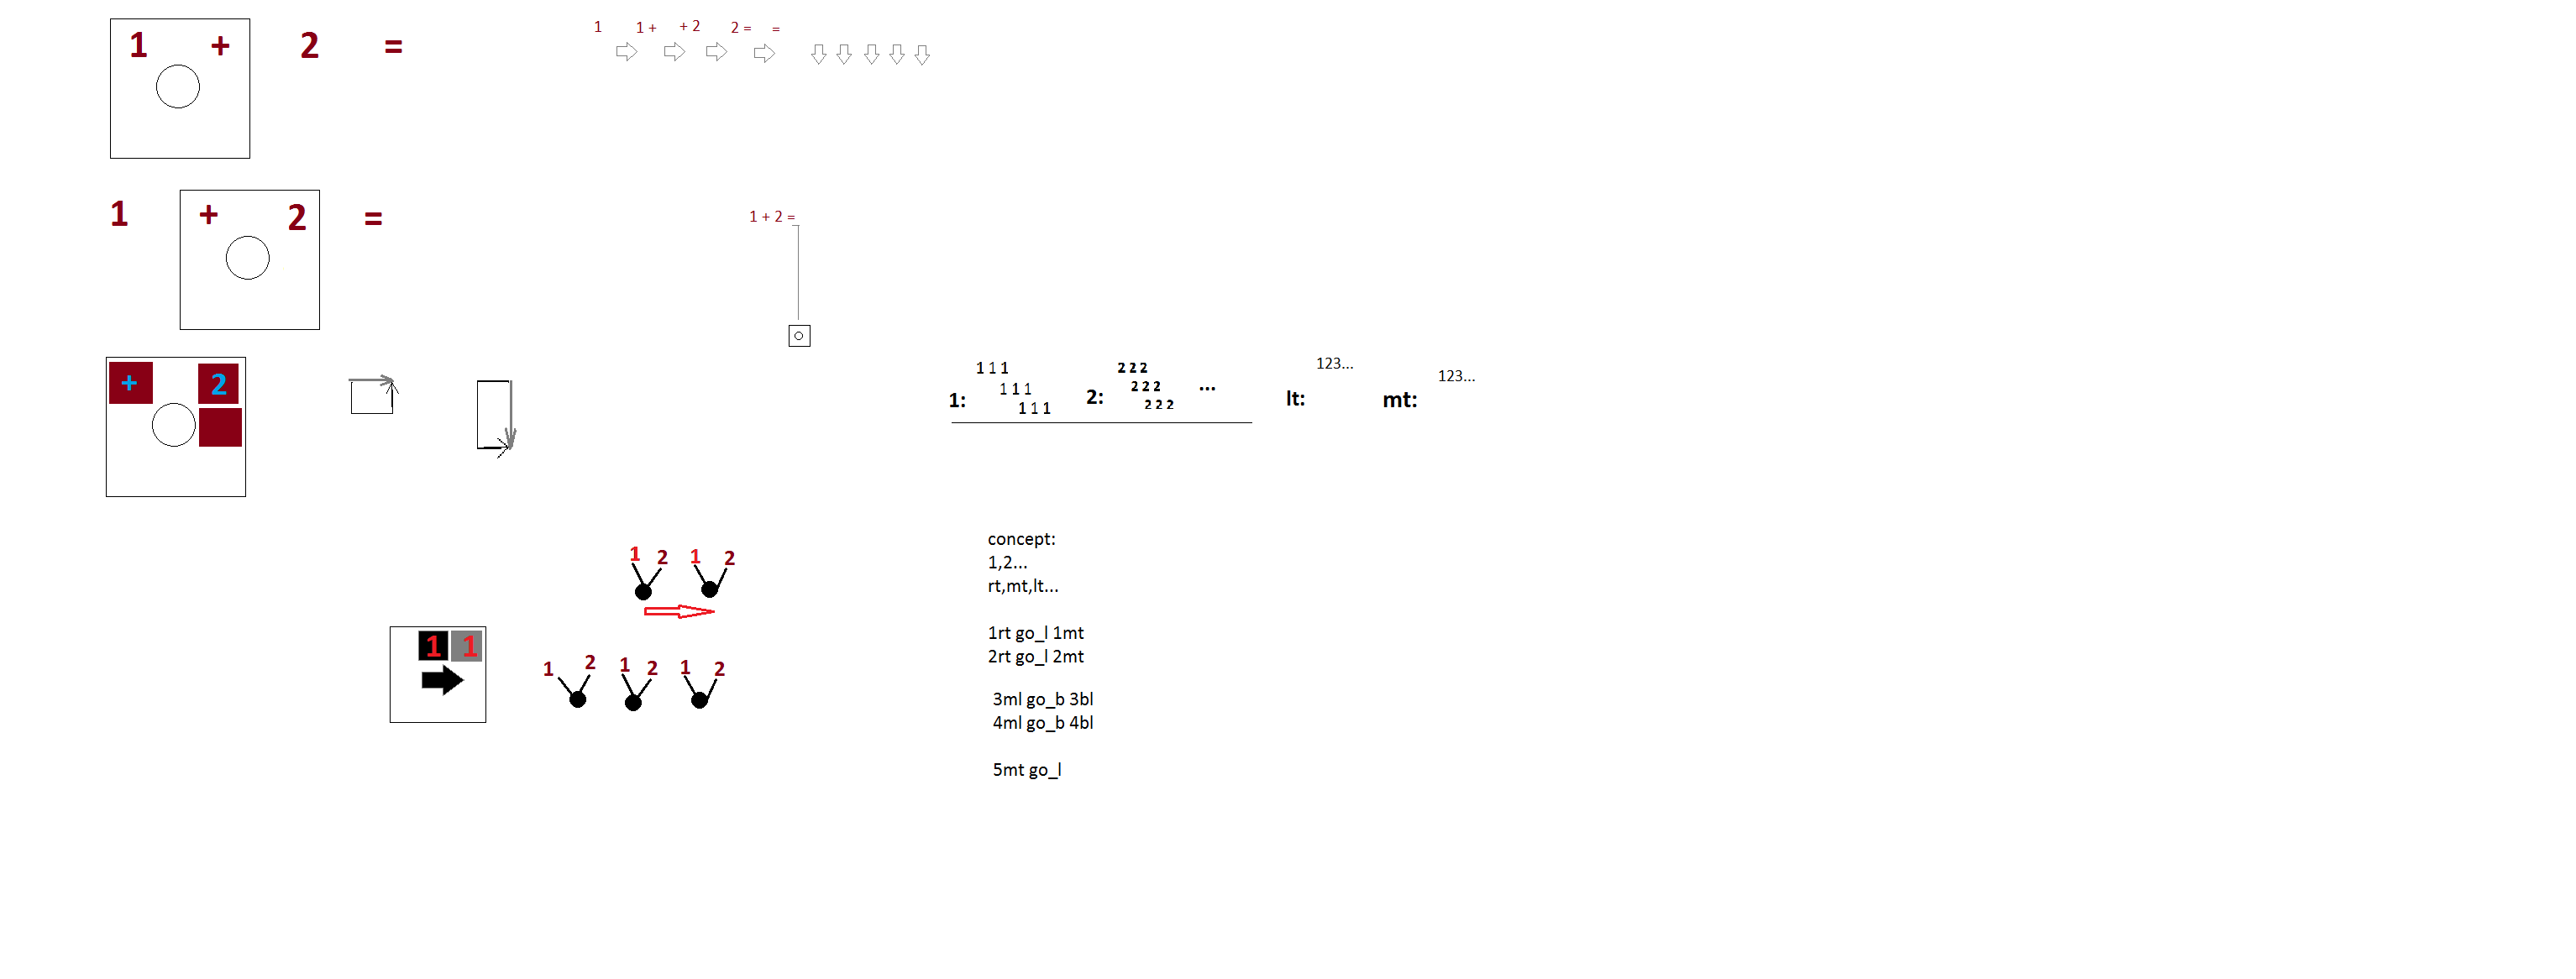 1 + 2 =
1 1 + + 2 2 = =
1 + 2 =
1 + 2 =
+ 2
1: 1 1 1
1 1 1
1 1 1
2: 2 2 2
2 2 2
2 2 2
...
lt: 123...
mt: 123...
1 2 1 2
1 1
1 2 1 2 1 2
concept:
1,2...
rt,mt,lt...
1rt go_l 1mt
2rt go_l 2mt
3ml go_b 3bl
4ml go_b 4bl
5mt go_l